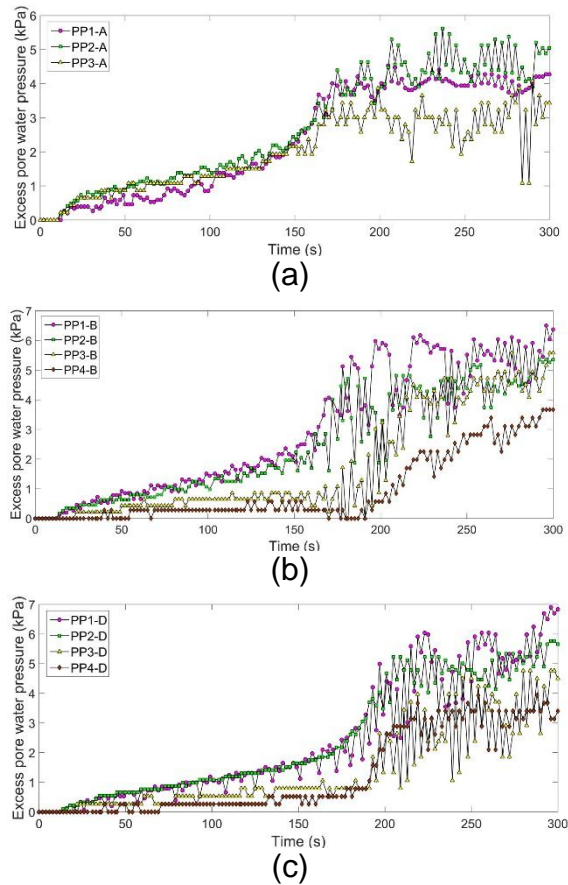 Excess pore water pressure (kPa)
6
5
4
3
2
1
0
PP1-A
PP2-A
PP3-A
0 50 100 150 200 250 300
Time (s)
(a)
Excess pore water pressure (kPa)
7
6
5
4
3
2
1
0
PP1-B
PP2-B
PP3-B
PP4-B
0 50 100 150 200 250 300
Time (s)
(b)
Excess pore water pressure (kPa)
7
6
5
4
3
2
1
0
PP1-D
PP2-D
PP3-D
PP4-D
0 50 100 150 200 250 300
Time (s)
(c)